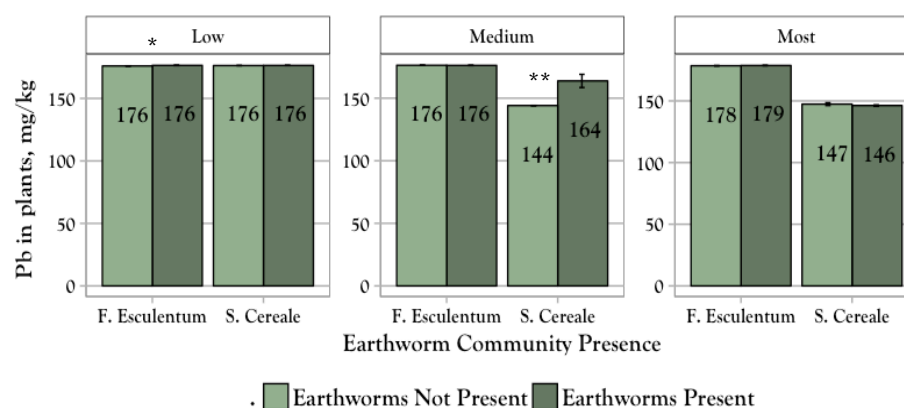 Low Medium Most
* **
Pb in plants, mg/kg
150 150 150
176 176 176 176 176 176 144 164 178 179 147 146
100 100 100
50 50 50
0 0 0
F. Esculentum S. Cereale F. Esculentum S. Cereale F. Esculentum S. Cereale
Earthworm Community Presence
. Earthworms Not Present Earthworms Present